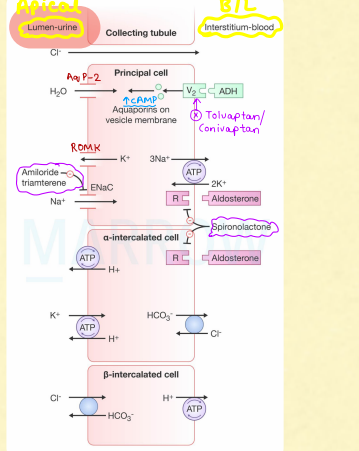 Apical
B/L
Lumen-urine
Collecting tubule
Interstitium-blood
Cl-
Principal cell
AqP-2
H₂O
↑cAMP
V₂
ADH
Aquaporins on
vesicle membrane
Tolvaptan/
Conivaptan
ROMK
K⁺
3Na⁺
Amiloride
triamterene
ATP
ENaC
2K⁺
Na⁺
R
Aldosterone
Spironolactone
α-intercalated cell
ATP
R
Aldosterone
H+
K⁺
HCO₃⁻
ATP
Cl-
H⁺
β-intercalated cell
Cl-
H⁺
ATP
HCO₃⁻